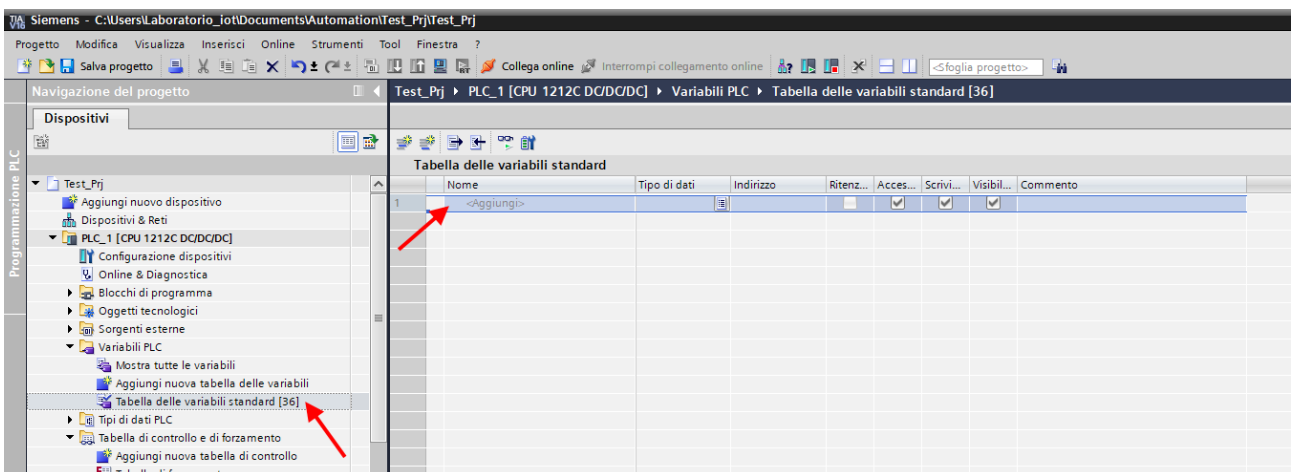 Siemens - C:\Users\Laboratorio_iot\Documents\Automation\Test_Prj\Test_Prj
Progetto Modifica Visualizza Inserisci Online Strumenti Tool Finestra ?
Salva progetto Collega online Interrompi collegamento online <Sfoglia progetto>
Navigazione del progetto
Test_Prj PLC_1 [CPU 1212C DC/DC/DC] Variabili PLC Tabella delle variabili standard [36]
Dispositivi
Programmazione PLC
Tabella delle variabili standard
Nome Tipo di dati Indirizzo Ritenz... Acces... Scrivi... Visibil... Commento
1 <Aggiungi>
Test_Prj
Aggiungi nuovo dispositivo
Dispositivi & Reti
PLC_1 [CPU 1212C DC/DC/DC]
Configurazione dispositivi
Online & Diagnostica
Blocchi di programma
Oggetti tecnologici
Sorgenti esterne
Variabili PLC
Mostra tutte le variabili
Aggiungi nuova tabella delle variabili
Tabella delle variabili standard [36]
Tipi di dati PLC
Tabella di controllo e di forzamento
Aggiungi nuova tabella di controllo